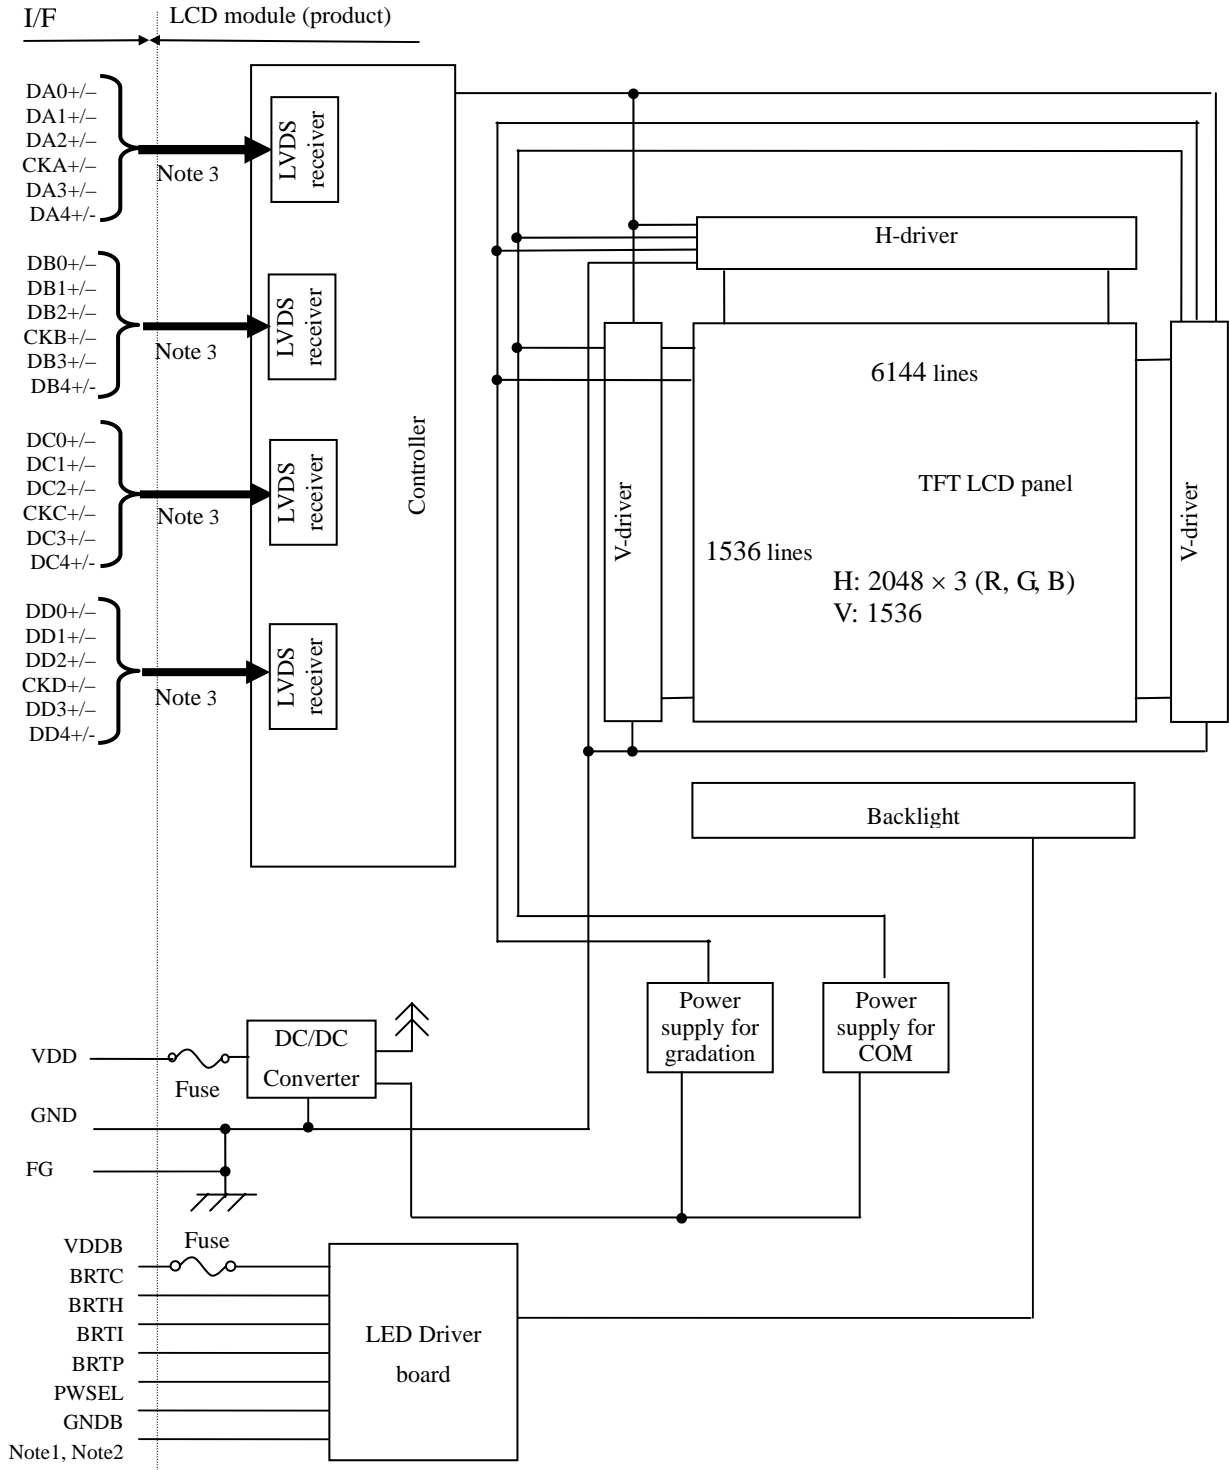 I/F
LCD module (product)
DA0+/–
DA1+/–
DA2+/–
CKA+/–
DA3+/–
DA4+/-
Note 3
LVDS
receiver
DB0+/–
DB1+/–
DB2+/–
CKB+/–
DB3+/–
DB4+/-
Note 3
LVDS
receiver
DC0+/–
DC1+/–
DC2+/–
CKC+/–
DC3+/–
DC4+/-
Note 3
LVDS
receiver
DD0+/–
DD1+/–
DD2+/–
CKD+/–
DD3+/–
DD4+/-
Note 3
LVDS
receiver
Controller
H-driver
V-driver
6144 lines
TFT LCD panel
1536 lines
H: 2048 × 3 (R, G, B)
V: 1536
V-driver
Backlight
Power
supply for
gradation
Power
supply for
COM
VDD
Fuse
DC/DC
Converter
GND
FG
VDDB
Fuse
BRTC
BRTH
BRTI
BRTP
PWSEL
GNDB
Note1, Note2
LED Driver
board